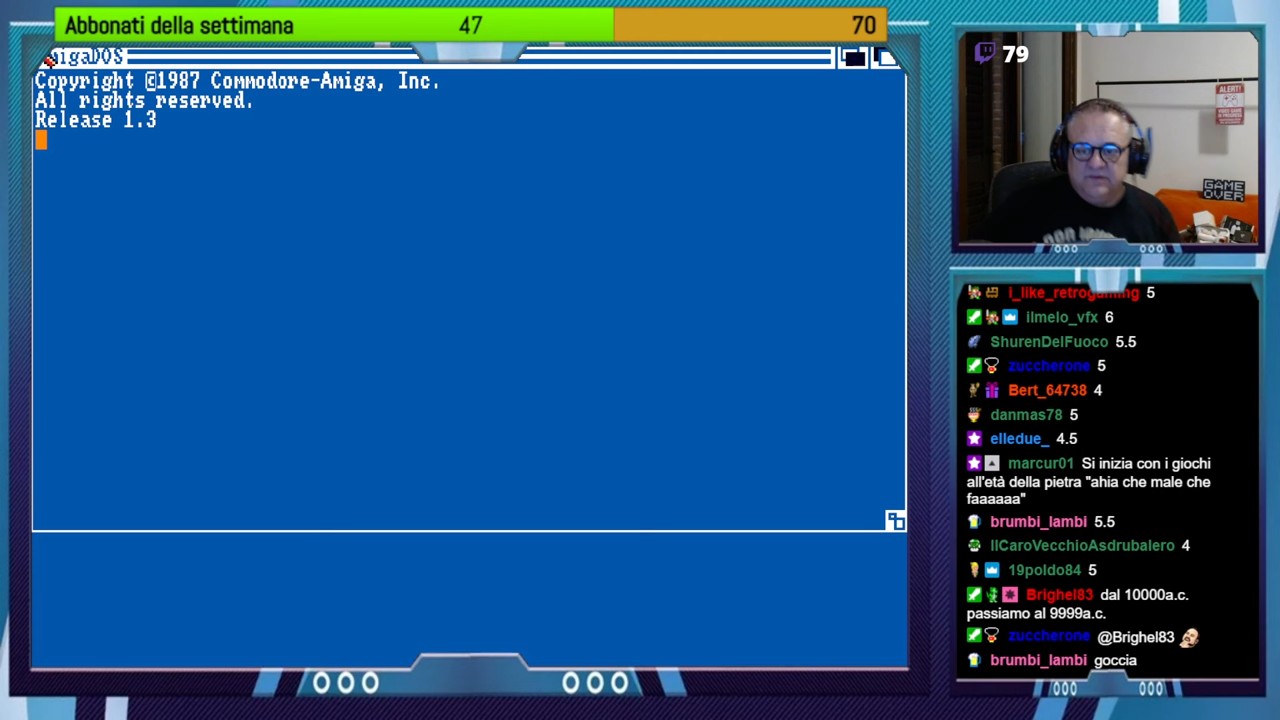 Abbonati della settimana 47 70
AmigaDOS
Copyright ©1987 Commodore-Amiga, Inc.
All rights reserved.
Release 1.3
79
ALERT!
GAME
OVER
i_like_retrogaming 5
ilmelo_vfx 6
ShurenDelFuoco 5.5
zuccherone 5
Bert_64738 4
danmas78 5
elledue_ 4.5
marcur01 Si inizia con i giochi
all'età della pietra "ahia che male che
faaaaaa"
brumbi_lambi 5.5
IlCaroVecchioAsdrubalero 4
19poldo84 5
Brighel83 dal 10000a.c.
passiamo al 9999a.c.
zuccherone @Brighel83
brumbi_lambi goccia